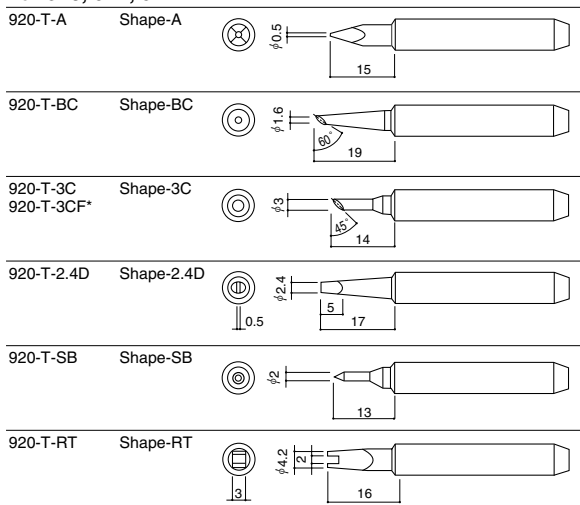 920-T-A Shape-A ϕ0.5 15
920-T-BC Shape-BC ϕ1.6 60° 19
920-T-3C Shape-3C ϕ3 45° 14
920-T-3CF*
920-T-2.4D Shape-2.4D ϕ2.4 5 0.5 17
920-T-SB Shape-SB ϕ2 13
920-T-RT Shape-RT ϕ4.2 2 3 16